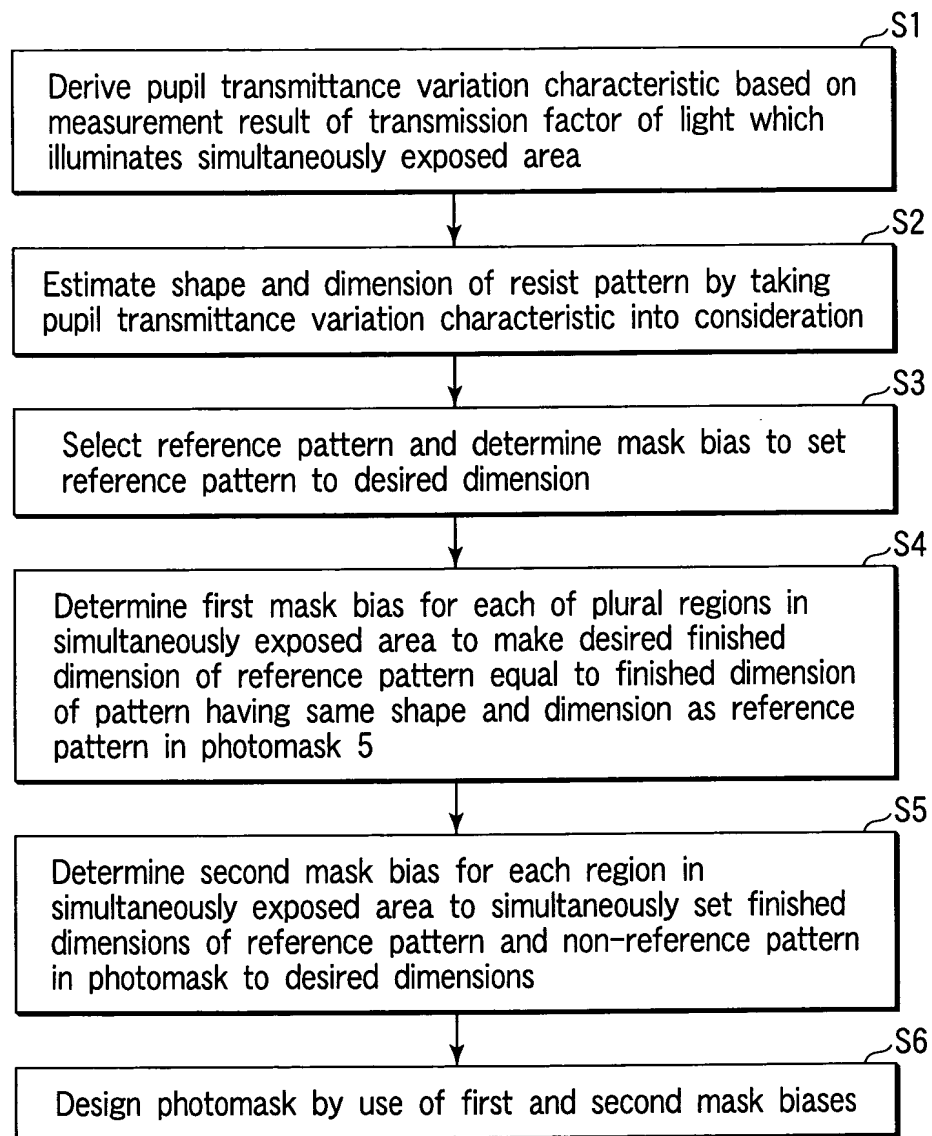 S1
Derive pupil transmittance variation characteristic based on
measurement result of transmission factor of light which
illuminates simultaneously exposed area
S2
Estimate shape and dimension of resist pattern by taking
pupil transmittance variation characteristic into consideration
S3
Select reference pattern and determine mask bias to set
reference pattern to desired dimension
S4
Determine first mask bias for each of plural regions in
simultaneously exposed area to make desired finished
dimension of reference pattern equal to finished dimension
of pattern having same shape and dimension as reference
pattern in photomask 5
S5
Determine second mask bias for each region in
simultaneously exposed area to simultaneously set finished
dimensions of reference pattern and non-reference pattern
in photomask to desired dimensions
S6
Design photomask by use of first and second mask biases